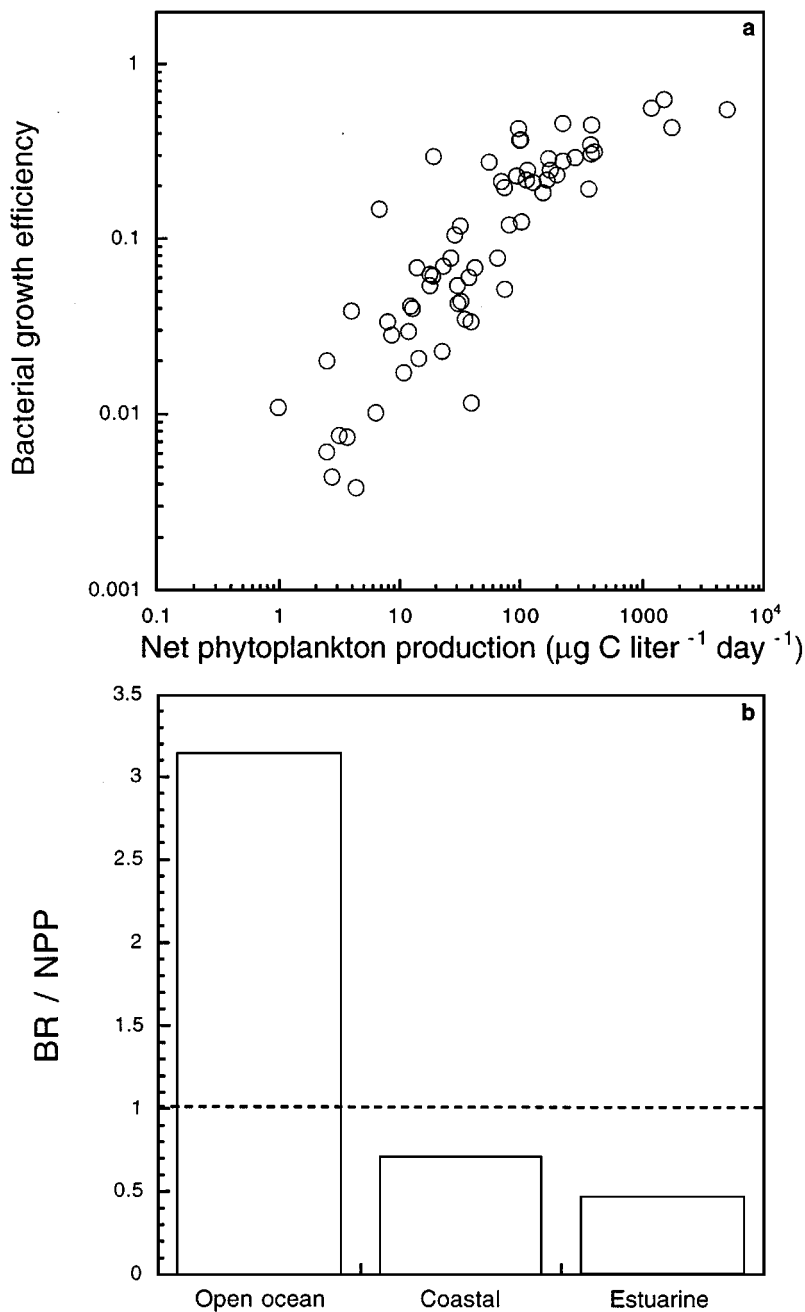 a
1
0.1
0.01
0.001
Bacterial growth efficiency
0.1 1 10 100 1000 10⁴
Net phytoplankton production (µg C liter ⁻¹ day ⁻¹)
b
3.5
3
2.5
2
1.5
1
0.5
0
BR / NPP
Open ocean Coastal Estuarine